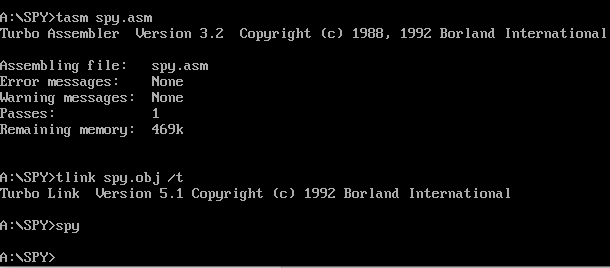 A:\SPY>tasm spy.asm
Turbo Assembler  Version 3.2  Copyright (c) 1988, 1992 Borland International
Assembling file:   spy.asm
Error messages:    None
Warning messages:  None
Passes:            1
Remaining memory:  469k
A:\SPY>tlink spy.obj /t
Turbo Link  Version 5.1 Copyright (c) 1992 Borland International
A:\SPY>spy
A:\SPY>